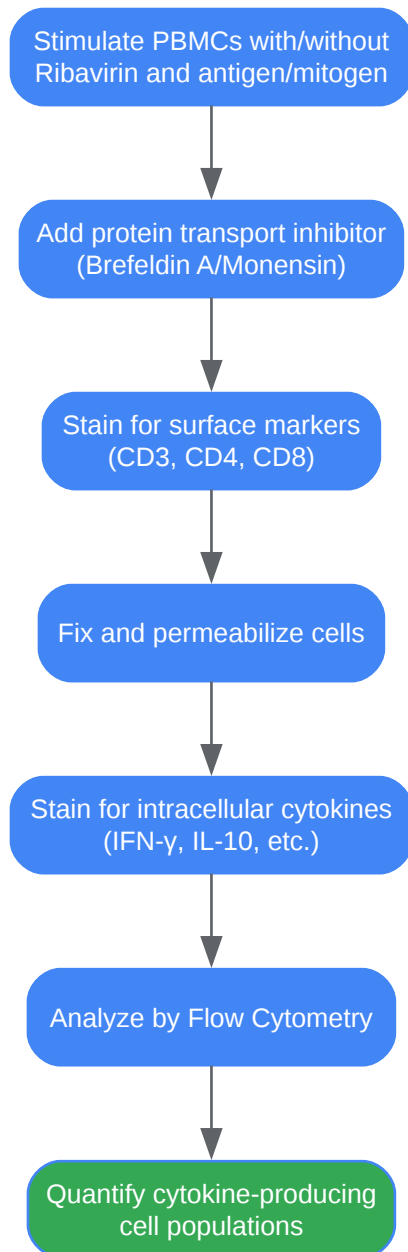 Stimulate PBMCs with/without
Ribavirin and antigen/mitogen
Add protein transport inhibitor
(Brefeldin A/Monensin)
Stain for surface markers
(CD3, CD4, CD8)
Fix and permeabilize cells
Stain for intracellular cytokines
(IFN-γ, IL-10, etc.)
Analyze by Flow Cytometry
Quantify cytokine-producing
cell populations